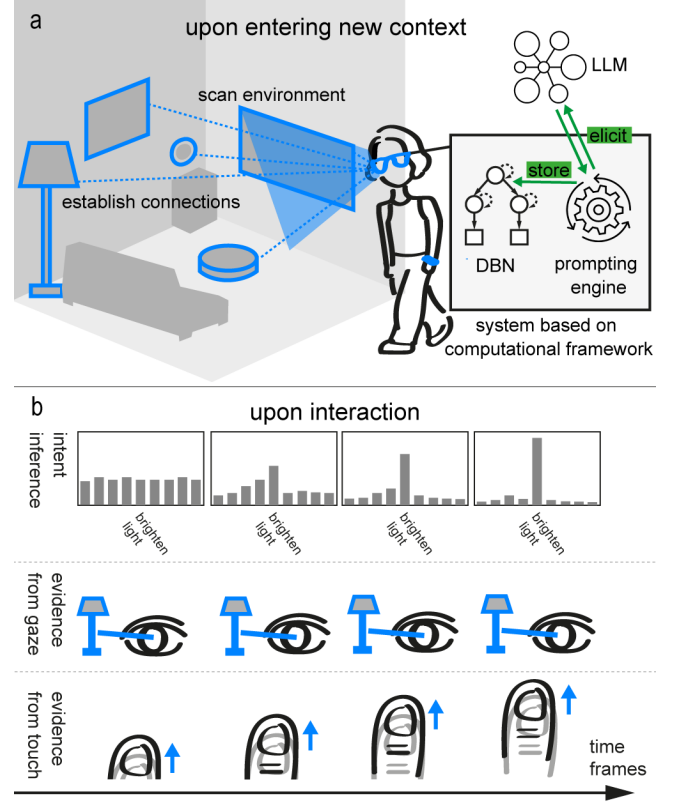 a
upon entering new context
LLM
scan environment
elicit
store
establish connections
DBN
prompting
engine
system based on
computational framework
b
upon interaction
intent
inference
brighten
light
brighten
light
brighten
light
brighten
light
evidence
from gaze
evidence
from touch
time
frames